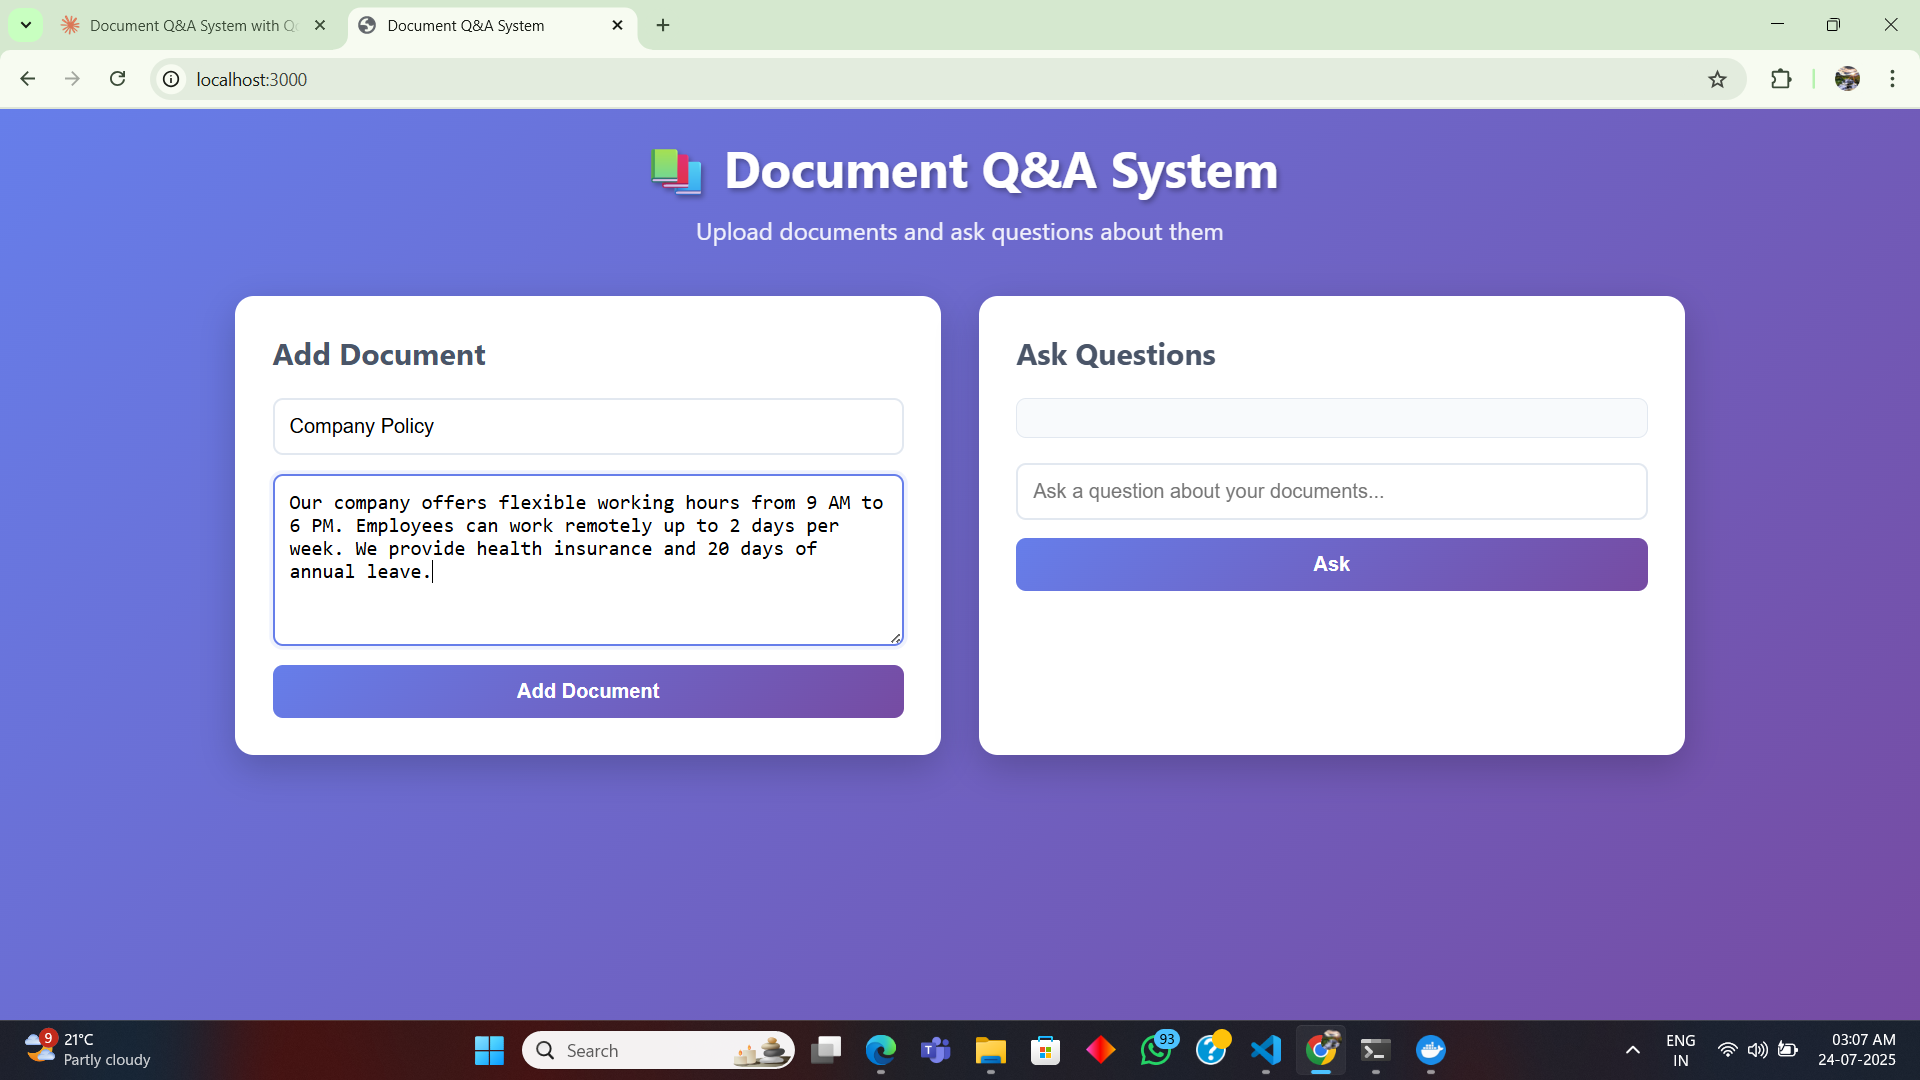 Document Q&A System with Q
Document Q&A System
localhost:3000
Document Q&A System
Upload documents and ask questions about them
Add Document
Company Policy
Our company offers flexible working hours from 9 AM to
6 PM. Employees can work remotely up to 2 days per
week. We provide health insurance and 20 days of
annual leave.
Add Document
Ask Questions
Ask a question about your documents...
Ask
9
21°C
Partly cloudy
Search
T
93
?
ENG
IN
03:07 AM
24-07-2025